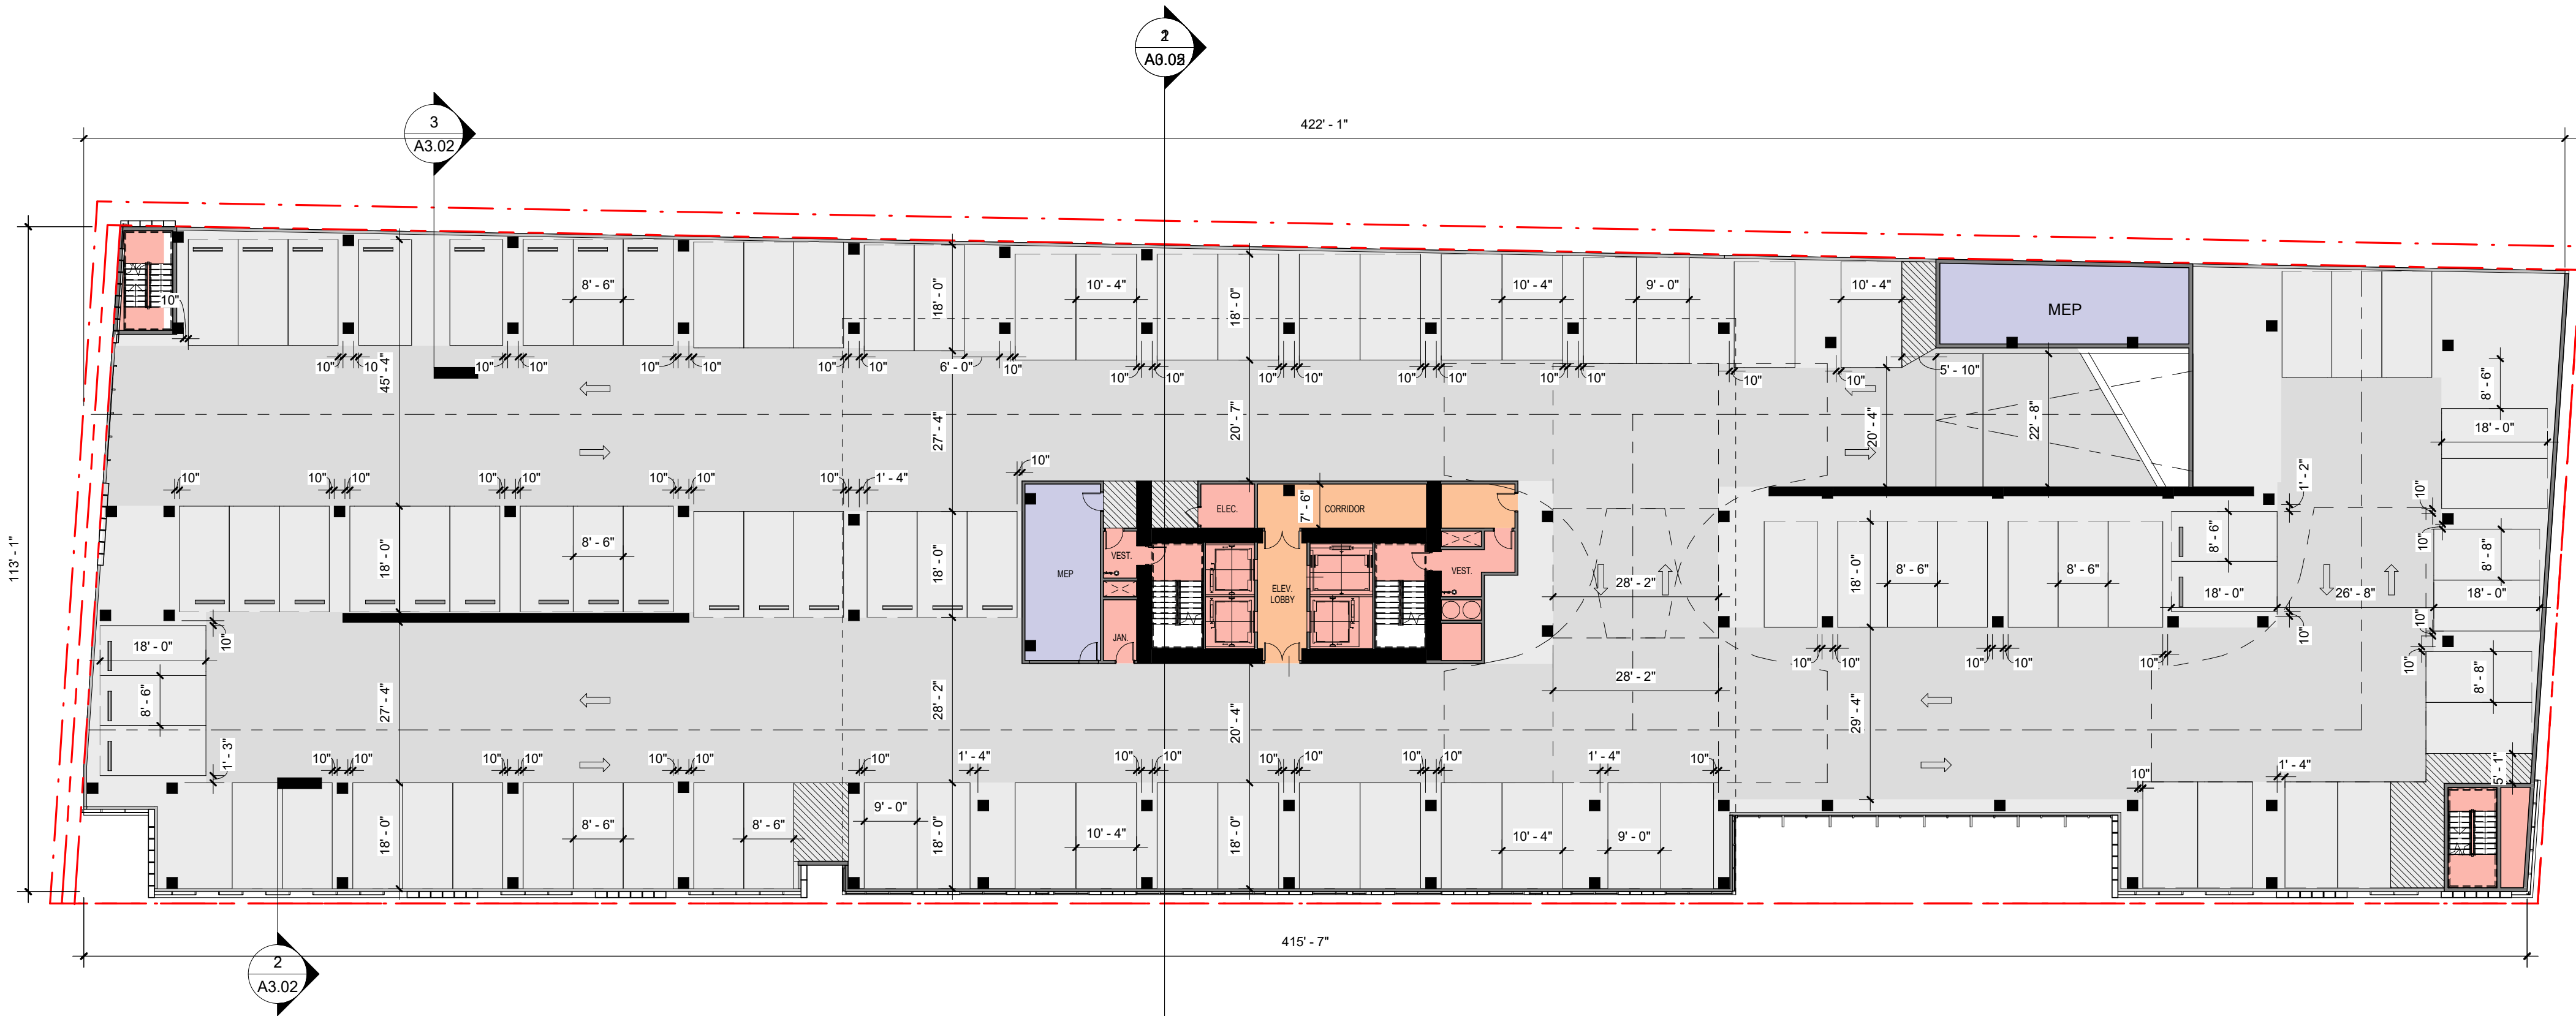 1
A0.05
3
A3.02
422' - 1"
113' - 1"
10"
8' - 6"
18' - 0"
10' - 4"
18' - 0"
10' - 4"
9' - 0"
10' - 4"
MEP
8' - 6"
18' - 0"
10"
10"
45' - 4"
10"
10"
10"
10"
10"
10"
6' - 0"
10"
10"
10"
10"
10"
10"
10"
10"
10"
10"
10"
5' - 10"
27' - 4"
20' - 7"
20' - 4"
22' - 8"
10"
10"
10"
10"
10"
10"
10"
10"
1' - 4"
10"
7' - 6"
ELEC.
CORRIDOR
1' - 2"
10"
10"
18' - 0"
8' - 6"
18' - 0"
VEST.
MEP
ELEV.
LOBBY
VEST.
28' - 2"
18' - 0"
8' - 6"
8' - 6"
8' - 6"
18' - 0"
26' - 8"
8' - 8"
18' - 0"
10"
10"
10"
JAN.
18' - 0"
10"
8' - 6"
28' - 2"
10"
10"
10"
10"
10"
10"
8' - 8"
27' - 4"
28' - 2"
20' - 4"
29' - 4"
1' - 3"
10"
10"
10"
10"
10"
10"
10"
1' - 4"
10"
10"
10"
10"
10"
10"
1' - 4"
10"
10"
1' - 4"
5' - 1"
18' - 0"
8' - 6"
8' - 6"
9' - 0"
18' - 0"
10' - 4"
18' - 0"
10' - 4"
9' - 0"
2
A3.02
415' - 7"